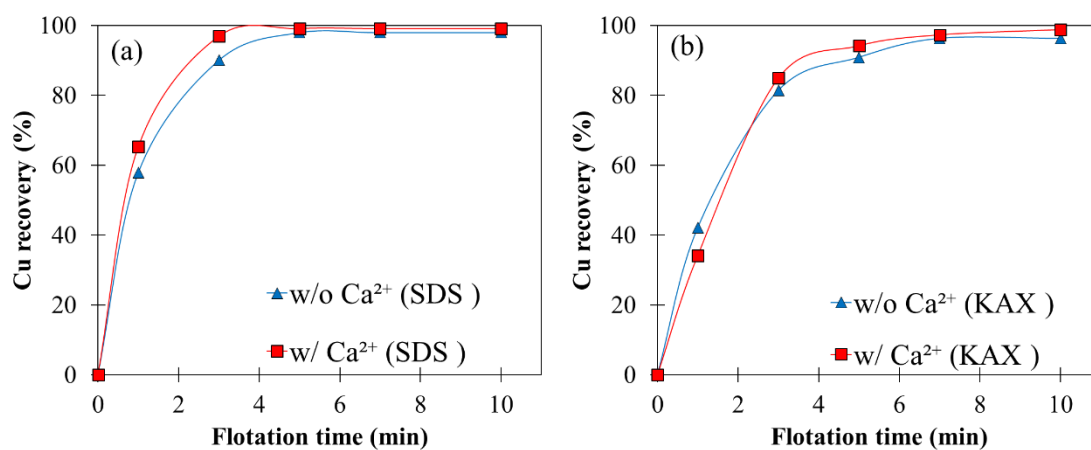 (a)
100
80
60
40
20
0
Cu recovery (%)
w/o Ca²⁺ (SDS )
w/ Ca²⁺ (SDS )
0 2 4 6 8 10
Flotation time (min)
(b)
100
80
60
40
20
0
Cu recovery (%)
w/o Ca²⁺ (KAX )
w/ Ca²⁺ (KAX )
0 2 4 6 8 10
Flotation time (min)